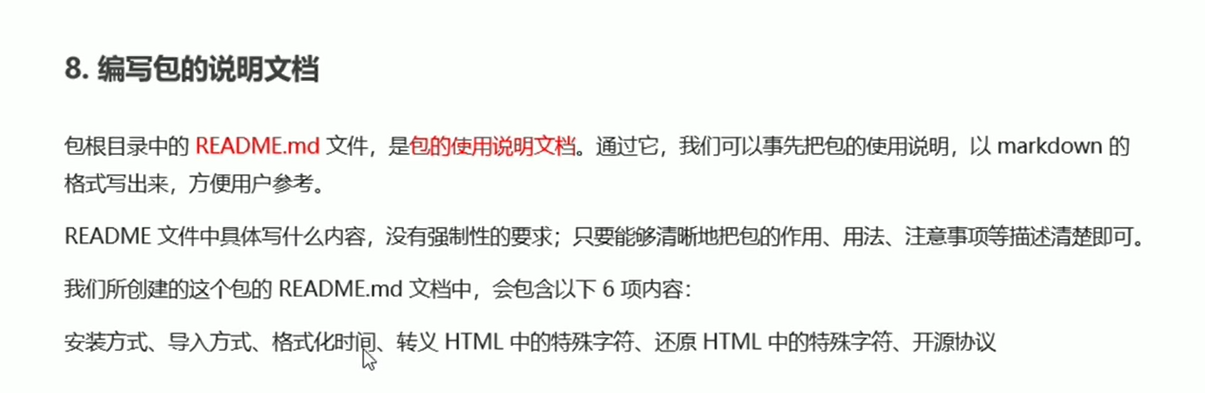 8. 编写包的说明文档
包根目录中的 README.md 文件，是包的使用说明文档。通过它，我们可以事先把包的使用说明，以 markdown 的
格式写出来，方便用户参考。
README 文件中具体写什么内容，没有强制性的要求；只要能够清晰地把包的作用、用法、注意事项等描述清楚即可。
我们所创建的这个包的 README.md 文档中，会包含以下 6 项内容：
安装方式、导入方式、格式化时间、转义 HTML 中的特殊字符、还原 HTML 中的特殊字符、开源协议